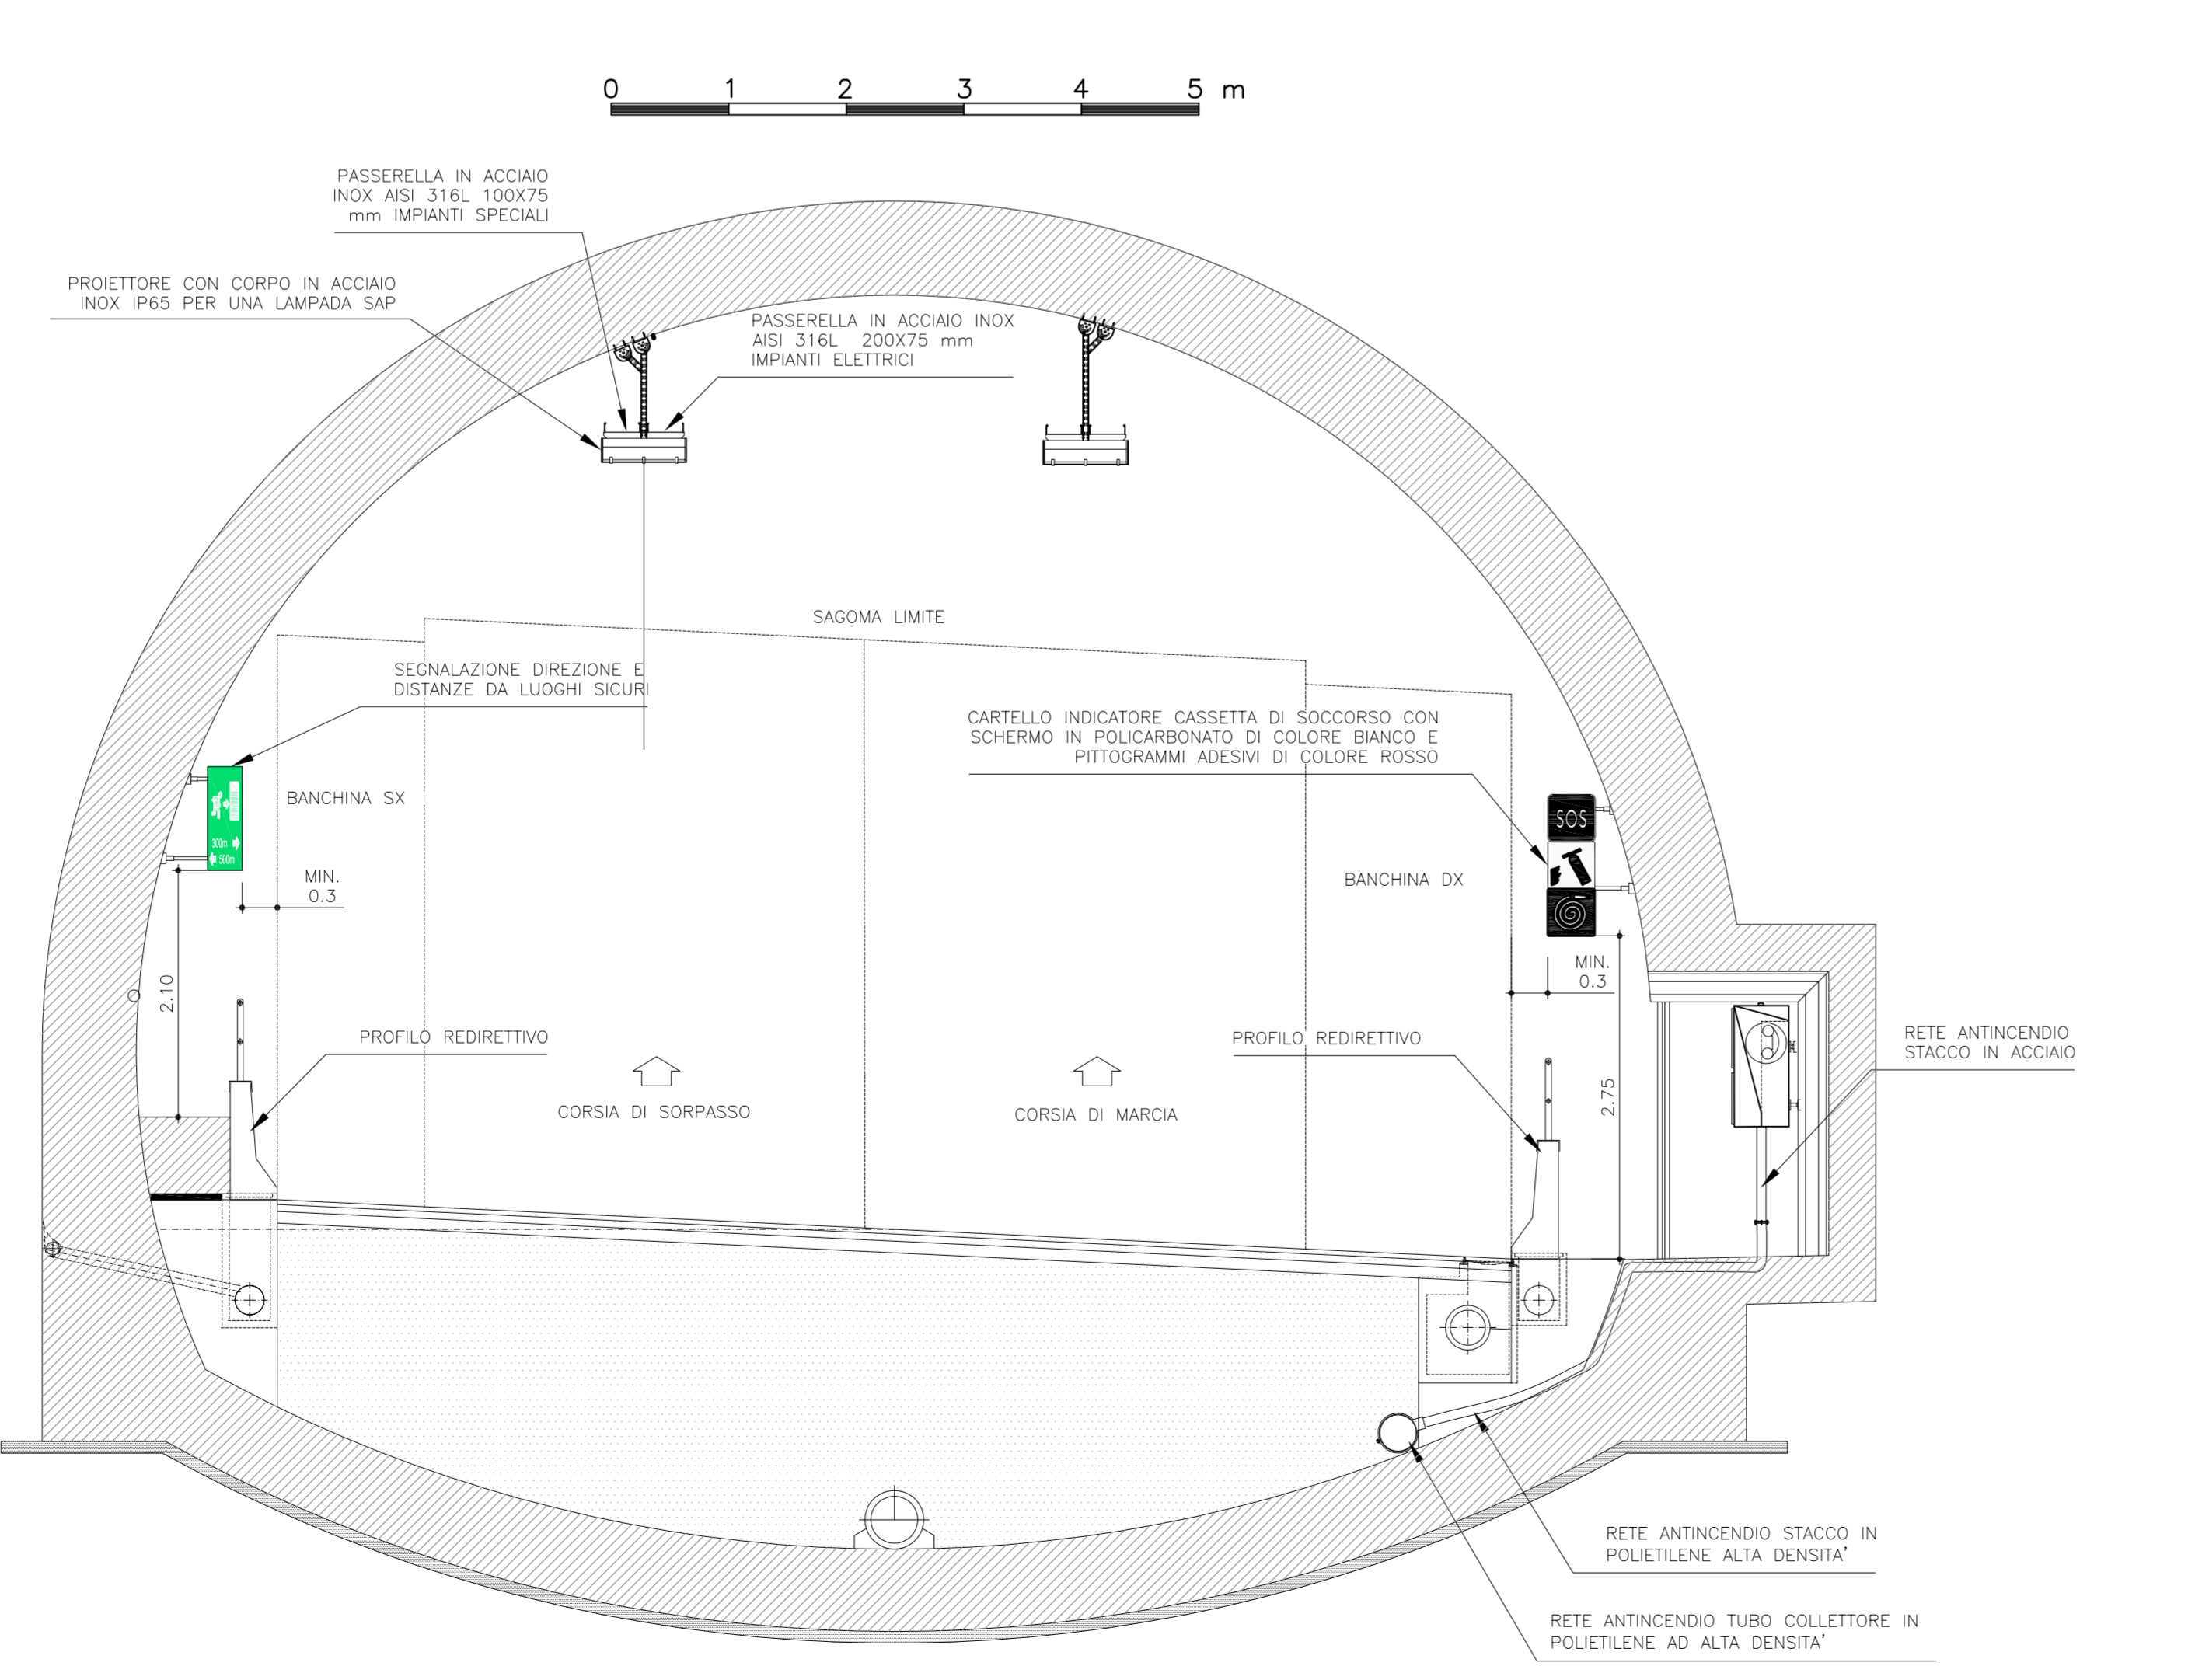 0 1 2 3 4 5 m
PASSERELLA IN ACCIAIO
INOX AISI 316L 100X75
mm IMPIANTI SPECIALI
PROIETTORE CON CORPO IN ACCIAIO
INOX IP65 PER UNA LAMPADA SAP
PASSERELLA IN ACCIAIO INOX
AISI 316L 200X75 mm
IMPIANTI ELETTRICI
SAGOMA LIMITE
SEGNALAZIONE DIREZIONE E
DISTANZE DA LUOGHI SICURI
CARTELLO INDICATORE CASSETTA DI SOCCORSO CON
SCHERMO IN POLICARBONATO DI COLORE BIANCO E
PITTOGRAMMI ADESIVI DI COLORE ROSSO
BANCHINA SX
300m
500m
SOS
MIN.
0.3
BANCHINA DX
MIN.
0.3
2.10
PROFILO REDIRETTIVO
PROFILO REDIRETTIVO
RETE ANTINCENDIO
STACCO IN ACCIAIO
2.75
CORSIA DI SORPASSO
CORSIA DI MARCIA
RETE ANTINCENDIO STACCO IN
POLIETILENE ALTA DENSITA'
RETE ANTINCENDIO TUBO COLLETTORE IN
POLIETILENE AD ALTA DENSITA'